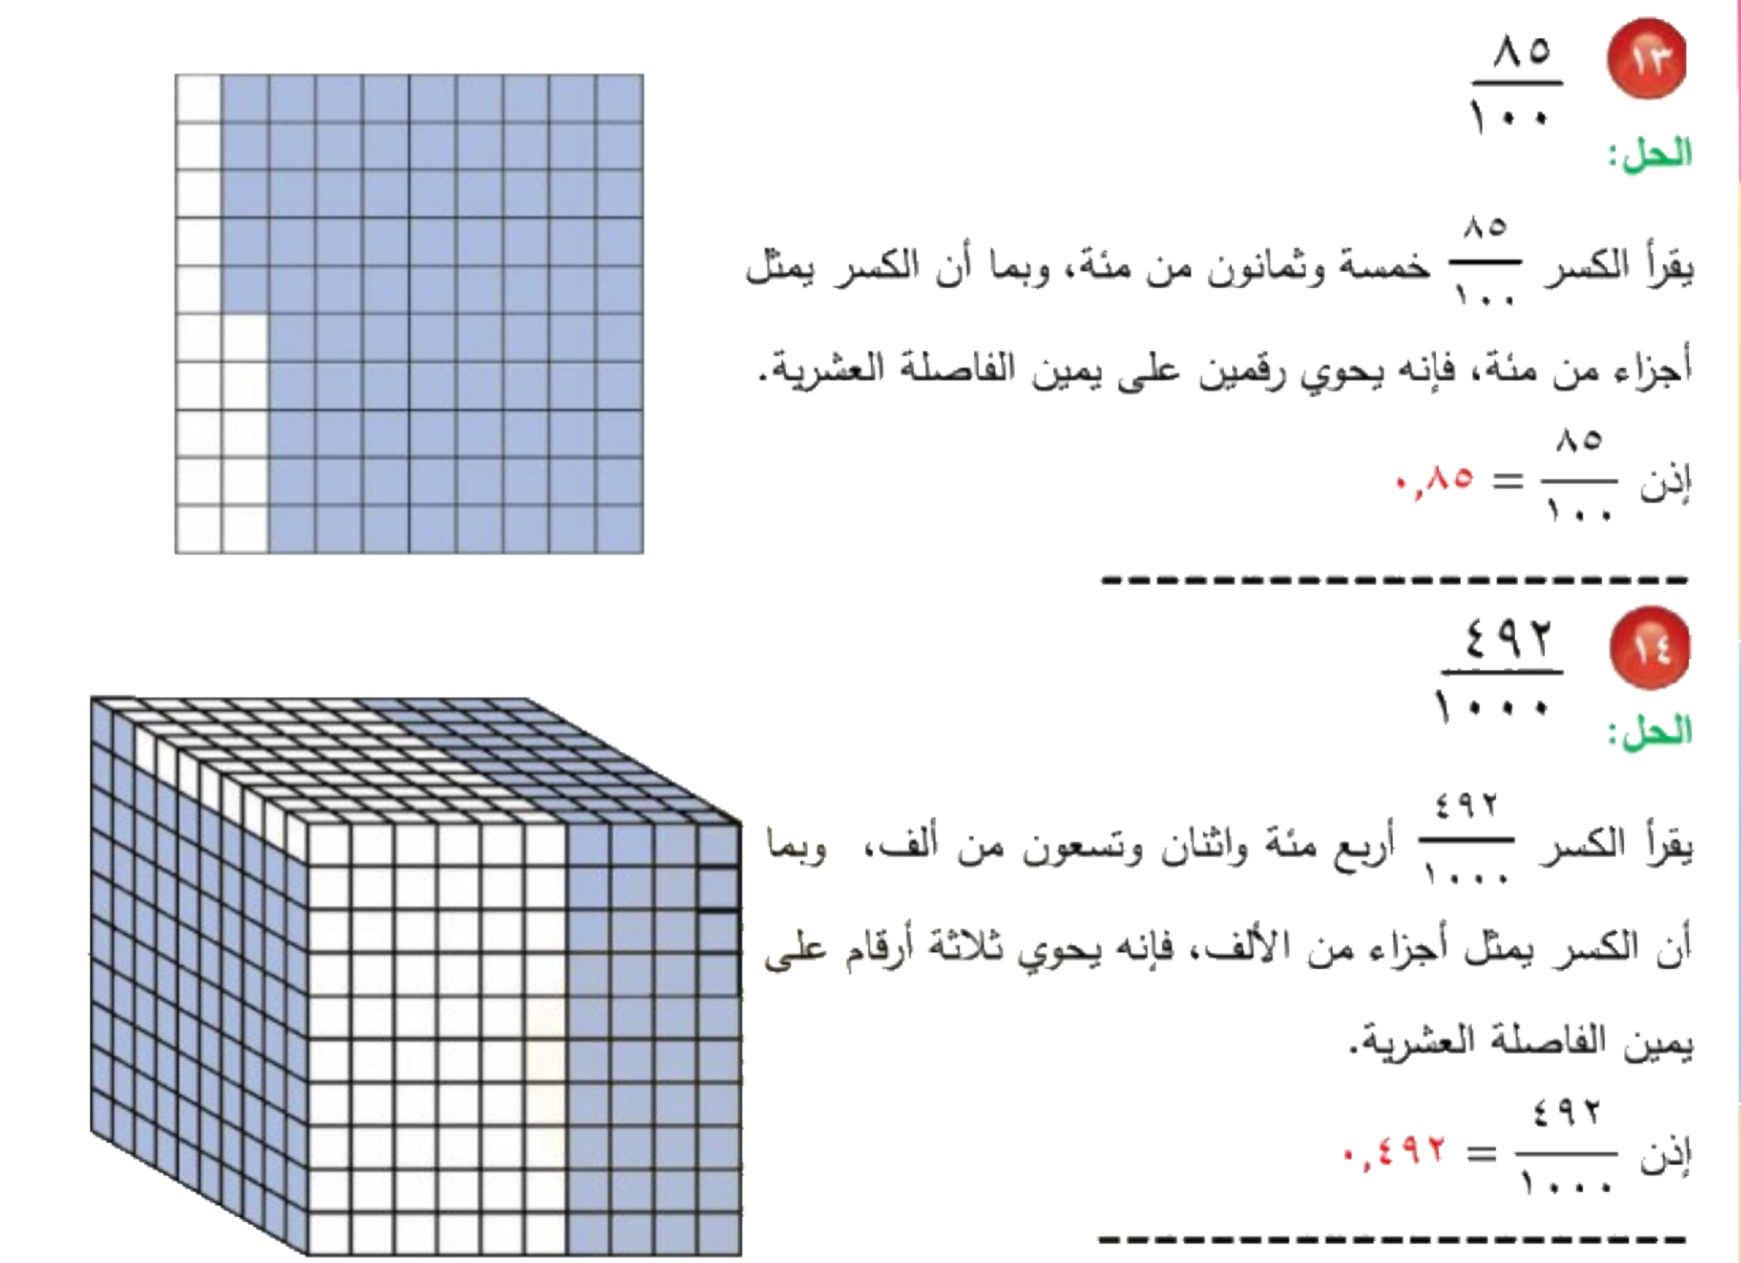 ١٣ ٨٥/١٠٠
الحل:
يقرأ الكسر ٨٥/١٠٠ خمسة وثمانون من مئة، وبما أن الكسر يمثل
أجزاء من مئة، فإنه يحوي رقمين على يمين الفاصلة العشرية.
إذن ٨٥/١٠٠ = ٠,٨٥
١٤ ٤٩٢/١٠٠٠
الحل:
يقرأ الكسر ٤٩٢/١٠٠٠ أربع مئة واثنان وتسعون من ألف، وبما
أن الكسر يمثل أجزاء من الألف، فإنه يحوي ثلاثة أرقام على
يمين الفاصلة العشرية.
إذن ٤٩٢/١٠٠٠ = ٠,٤٩٢